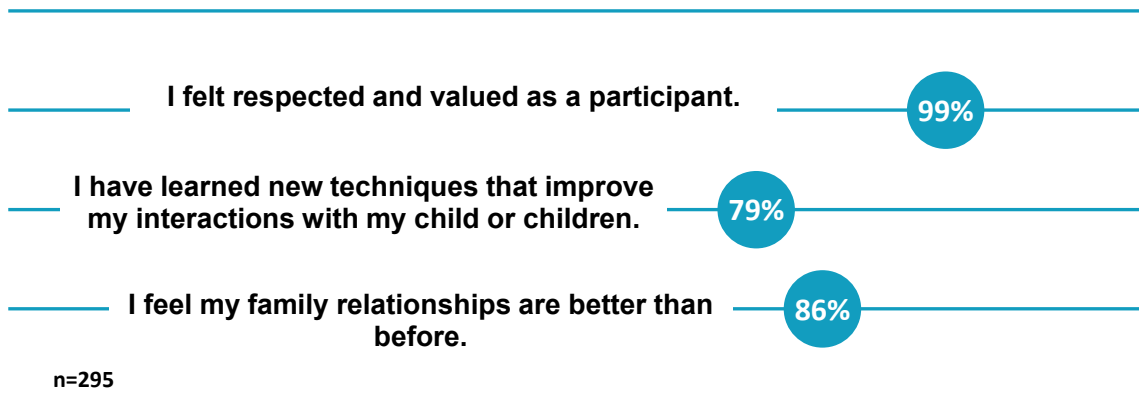 I felt respected and valued as a participant.
99%
I have learned new techniques that improve
my interactions with my child or children.
79%
I feel my family relationships are better than
before.
86%
n=295